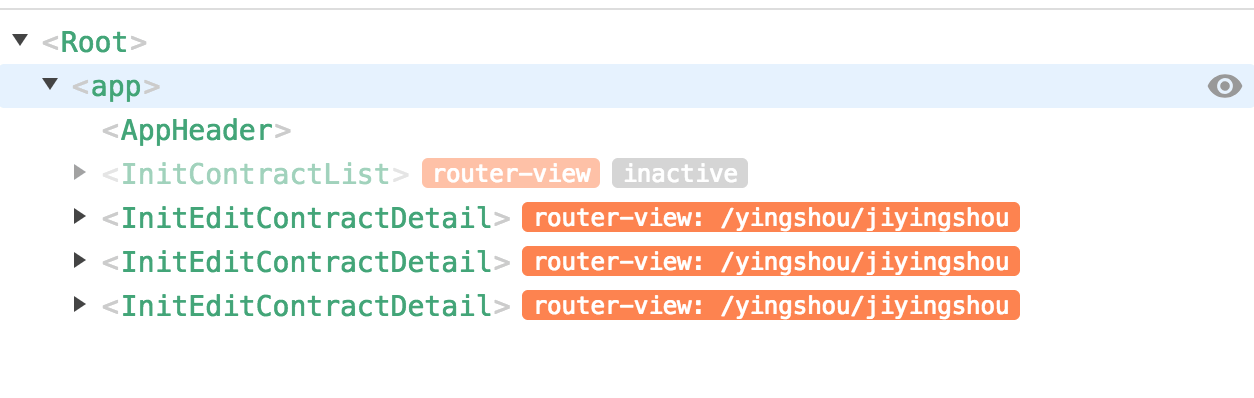 <Root>
<app>
<AppHeader>
<InitContractList> router-view inactive
<InitEditContractDetail> router-view: /yingshou/jiyingshou
<InitEditContractDetail> router-view: /yingshou/jiyingshou
<InitEditContractDetail> router-view: /yingshou/jiyingshou